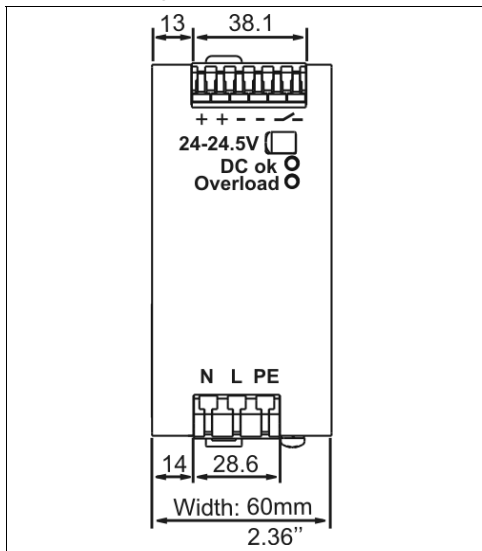 13 38.1
+ + - -
24-24.5V
DC ok
Overload
N L PE
14 28.6
Width: 60mm
2.36’’